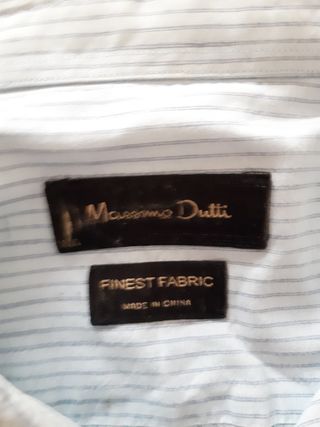 Massimo Dutti
FINEST FABRIC
MADE IN CHINA